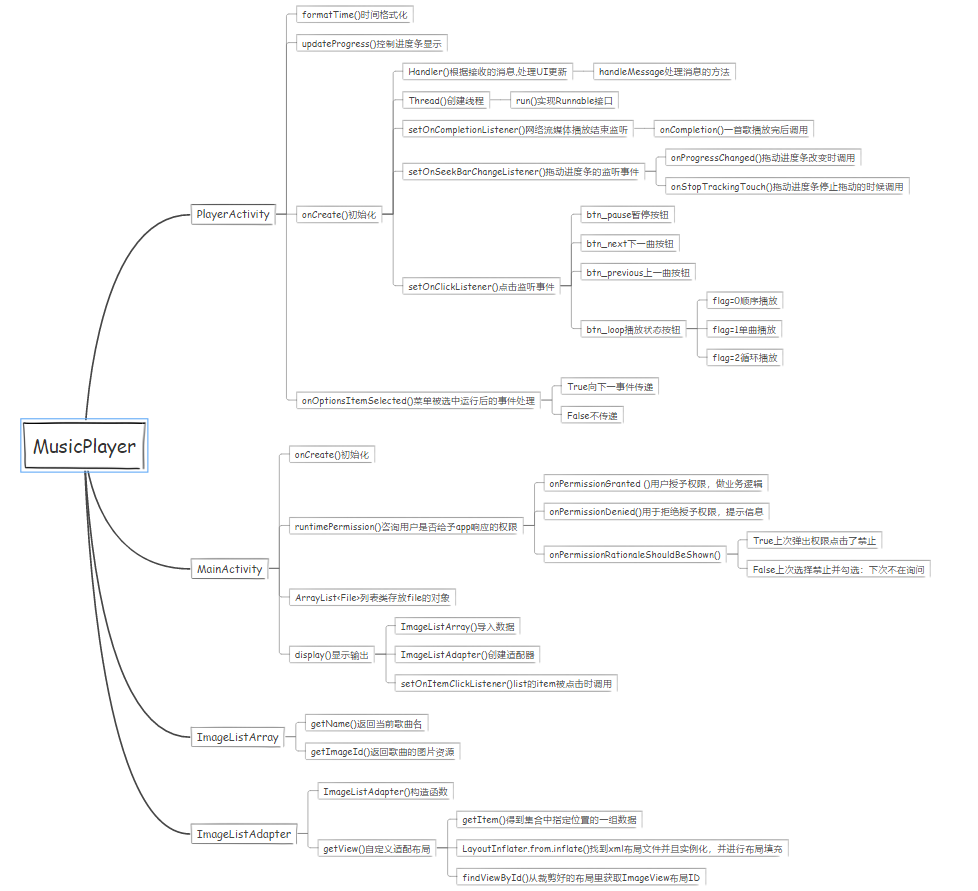 MusicPlayer
PlayerActivity
formatTime()时间格式化
updateProgress()控制进度条显示
onCreate()初始化
Handler()根据接收的消息,处理UI更新
handleMessage处理消息的方法
Thread()创建线程
run()实现Runnable接口
setOnCompletionListener()网络流媒体播放结束监听
onCompletion()一首歌播放完后调用
setOnSeekBarChangeListener()拖动进度条的监听事件
onProgressChanged()拖动进度条改变时调用
onStopTrackingTouch()拖动进度条停止拖动的时候调用
setOnClickListener()点击监听事件
btn_pause暂停按钮
btn_next下一曲按钮
btn_previous上一曲按钮
btn_loop播放状态按钮
flag=0顺序播放
flag=1单曲播放
flag=2循环播放
onOptionsItemSelected()菜单被选中运行后的事件处理
True向下一事件传递
False不传递
MainActivity
onCreate()初始化
runtimePermission()咨询用户是否给予app响应的权限
onPermissionGranted ()用户授予权限，做业务逻辑
onPermissionDenied()用于拒绝授予权限，提示信息
onPermissionRationaleShouldBeShown()
True上次弹出权限点击了禁止
False上次选择禁止并勾选：下次不在询问
ArrayList<File>列表类存放file的对象
display()显示输出
ImageListArray()导入数据
ImageListAdapter()创建适配器
setOnItemClickListener()list的item被点击时调用
ImageListArray
getName()返回当前歌曲名
getImageId()返回歌曲的图片资源
ImageListAdapter
ImageListAdapter()构造函数
getView()自定义适配布局
getItem()得到集合中指定位置的一组数据
LayoutInflater.from.inflate()找到xml布局文件并且实例化，并进行布局填充
findViewById()从裁剪好的布局里获取ImageView布局ID